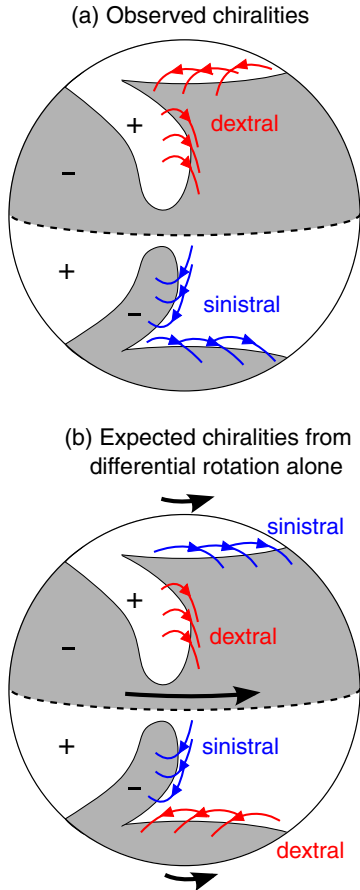 (a) Observed chiralities
dextral
+
-
+
sinistral
-
(b) Expected chiralities from
differential rotation alone
sinistral
+
dextral
-
+
sinistral
-
dextral